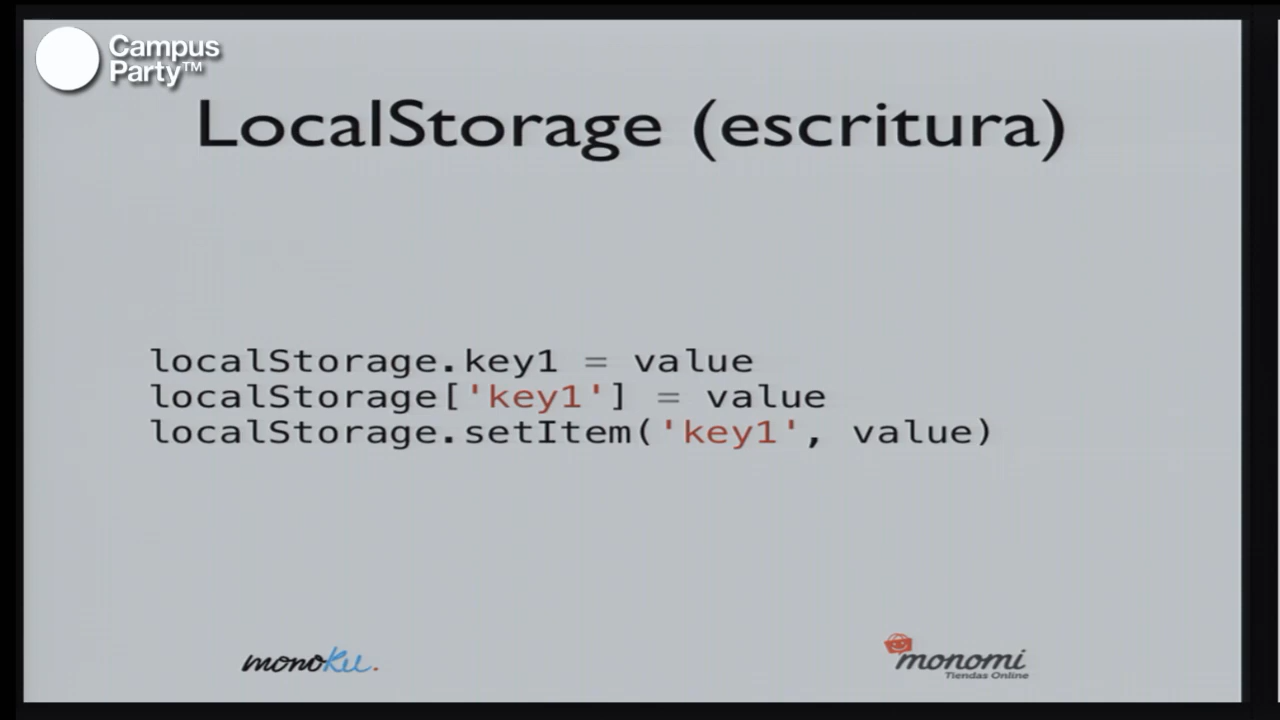 Campus
Party™
LocalStorage (escritura)
localStorage.key1 = value
localStorage['key1'] = value
localStorage.setItem('key1', value)
monoku.
monomi
Tiendas Online